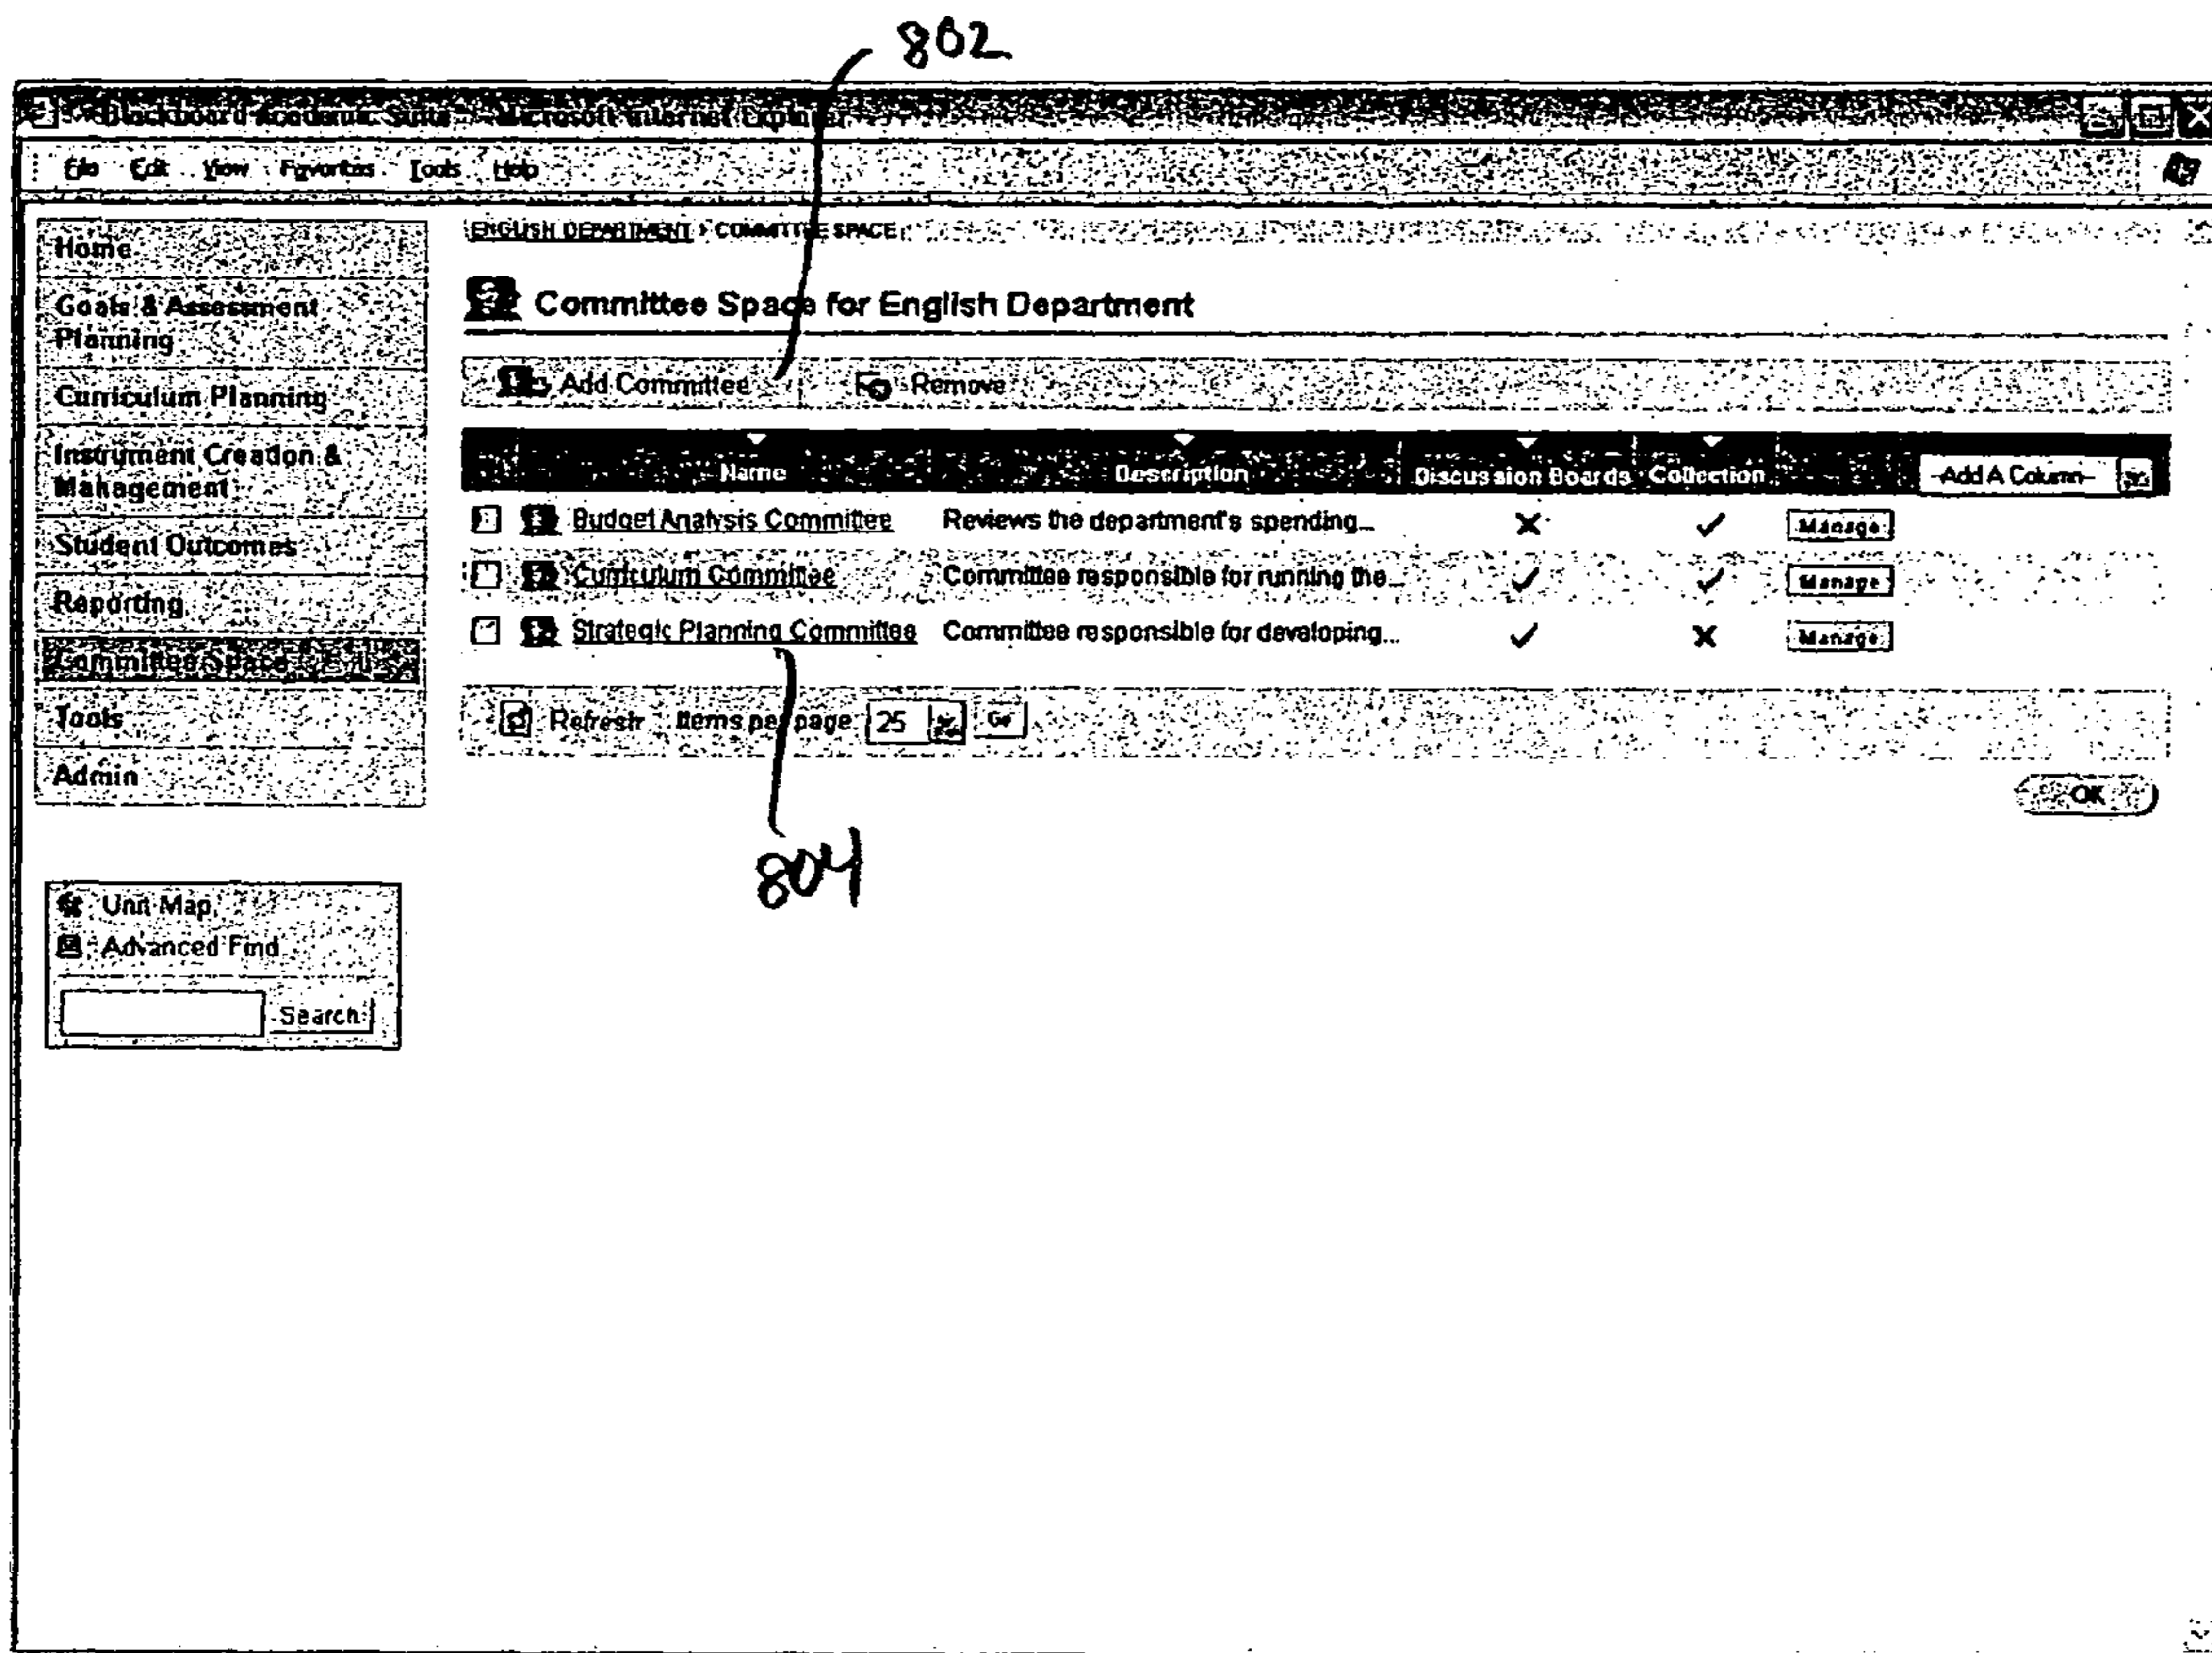 802
Blackboard Academic Suite - Microsoft Internet Explorer
File Edit View Favorites Tools Help
ENGLISH DEPARTMENT > COMMITTEE SPACE
Home
Goals & Assessment
Planning
Curriculum Planning
Instrument Creation &
Management
Student Outcomes
Reporting
Committee Space
Tools
Admin
Committee Space for English Department
Add Committee Remove
Name Description Discussion Boards Collection -Add A Column-
Budget Analysis Committee Reviews the department's spending... Manage
Curriculum Committee Committee responsible for running the... Manage
Strategic Planning Committee Committee responsible for developing... Manage
Refresh Items per page 25 Go
OK
804
Unit Map
Advanced Find
Search